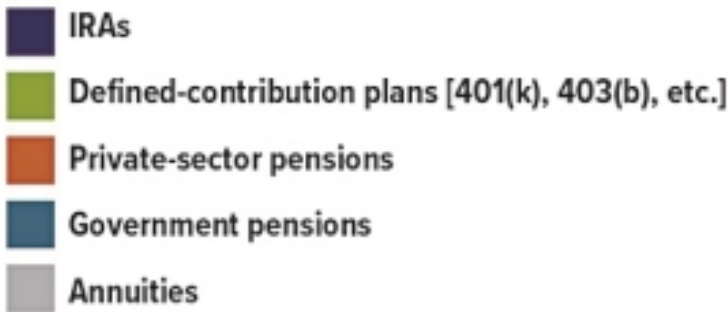 IRAs
Defined-contribution plans [401(k), 403(b), etc.]
Private-sector pensions
Government pensions
Annuities